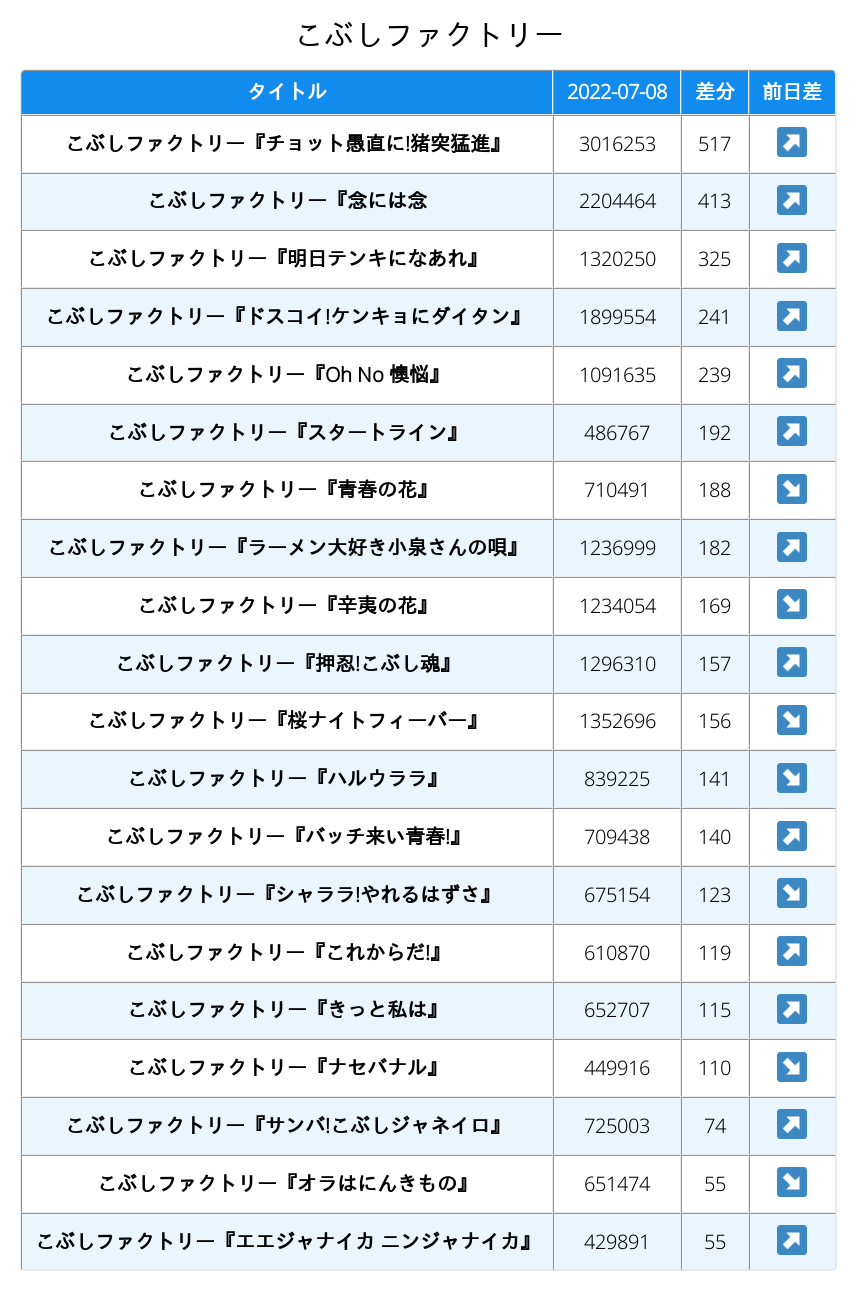 こぶしファクトリー
タイトル 2022-07-08 差分 前日差
こぶしファクトリー『チョット愚直に!猪突猛進』 3016253 517 ↗
こぶしファクトリー『念には念 2204464 413 ↗
こぶしファクトリー『明日テンキになあれ』 1320250 325 ↗
こぶしファクトリー『ドスコイ!ケンキョにダイタン』 1899554 241 ↗
こぶしファクトリー『Oh No 懊悩』 1091635 239 ↗
こぶしファクトリー『スタートライン』 486767 192 ↗
こぶしファクトリー『青春の花』 710491 188 ↘
こぶしファクトリー『ラーメン大好き小泉さんの唄』 1236999 182 ↗
こぶしファクトリー『辛夷の花』 1234054 169 ↘
こぶしファクトリー『押忍!こぶし魂』 1296310 157 ↗
こぶしファクトリー『桜ナイトフィーバー』 1352696 156 ↘
こぶしファクトリー『ハルウララ』 839225 141 ↘
こぶしファクトリー『バッチ来い青春!』 709438 140 ↗
こぶしファクトリー『シャララ!やれるはずさ』 675154 123 ↘
こぶしファクトリー『これからだ!』 610870 119 ↗
こぶしファクトリー『きっと私は』 652707 115 ↗
こぶしファクトリー『ナセバナル』 449916 110 ↘
こぶしファクトリー『サンバ!こぶしジャネイロ』 725003 74 ↗
こぶしファクトリー『オラはにんきもの』 651474 55 ↘
こぶしファクトリー『エエジャナイカ ニンジャナイカ』 429891 55 ↗